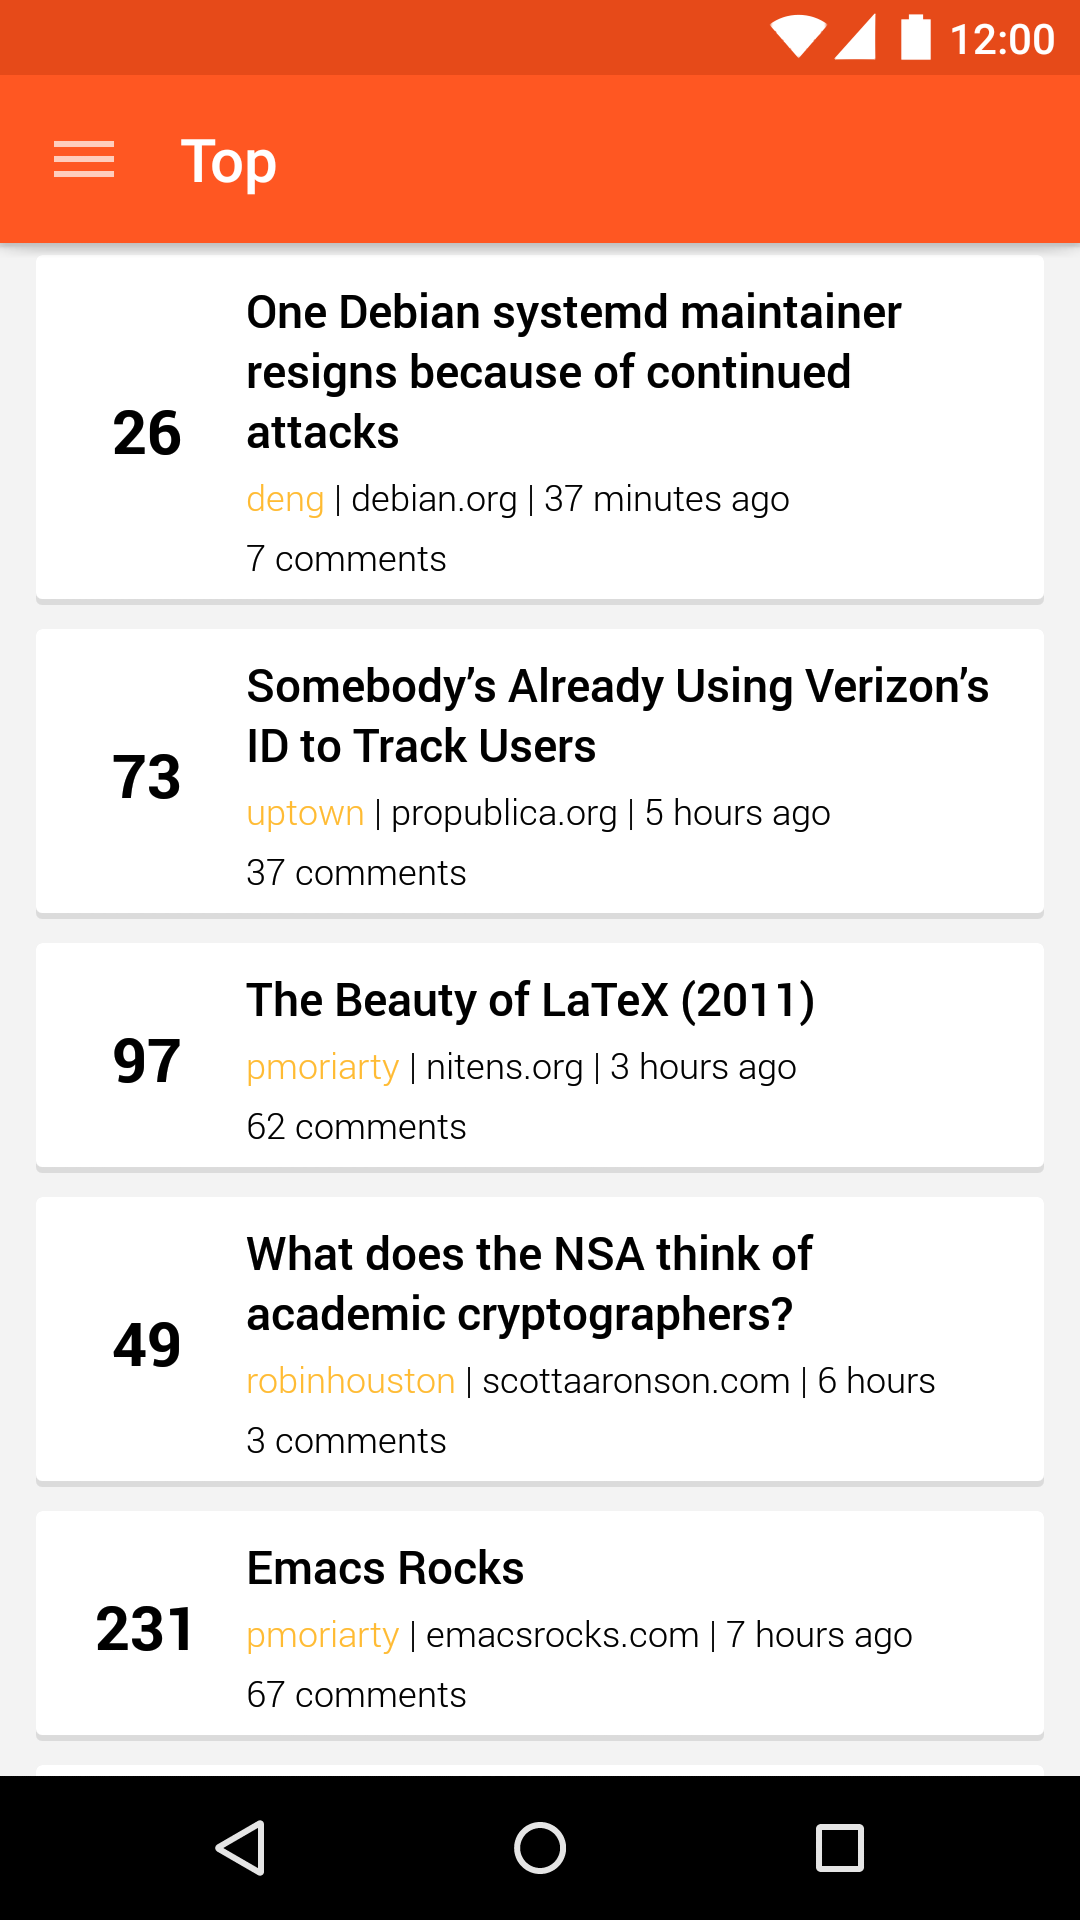 12:00
Top
One Debian systemd maintainer
resigns because of continued
attacks
26
deng | debian.org | 37 minutes ago
7 comments
Somebody’s Already Using Verizon’s
ID to Track Users
73
uptown | propublica.org | 5 hours ago
37 comments
The Beauty of LaTeX (2011)
97
pmoriarty | nitens.org | 3 hours ago
62 comments
What does the NSA think of
academic cryptographers?
49
robinhouston | scottaaronson.com | 6 hours
3 comments
Emacs Rocks
231
pmoriarty | emacsrocks.com | 7 hours ago
67 comments